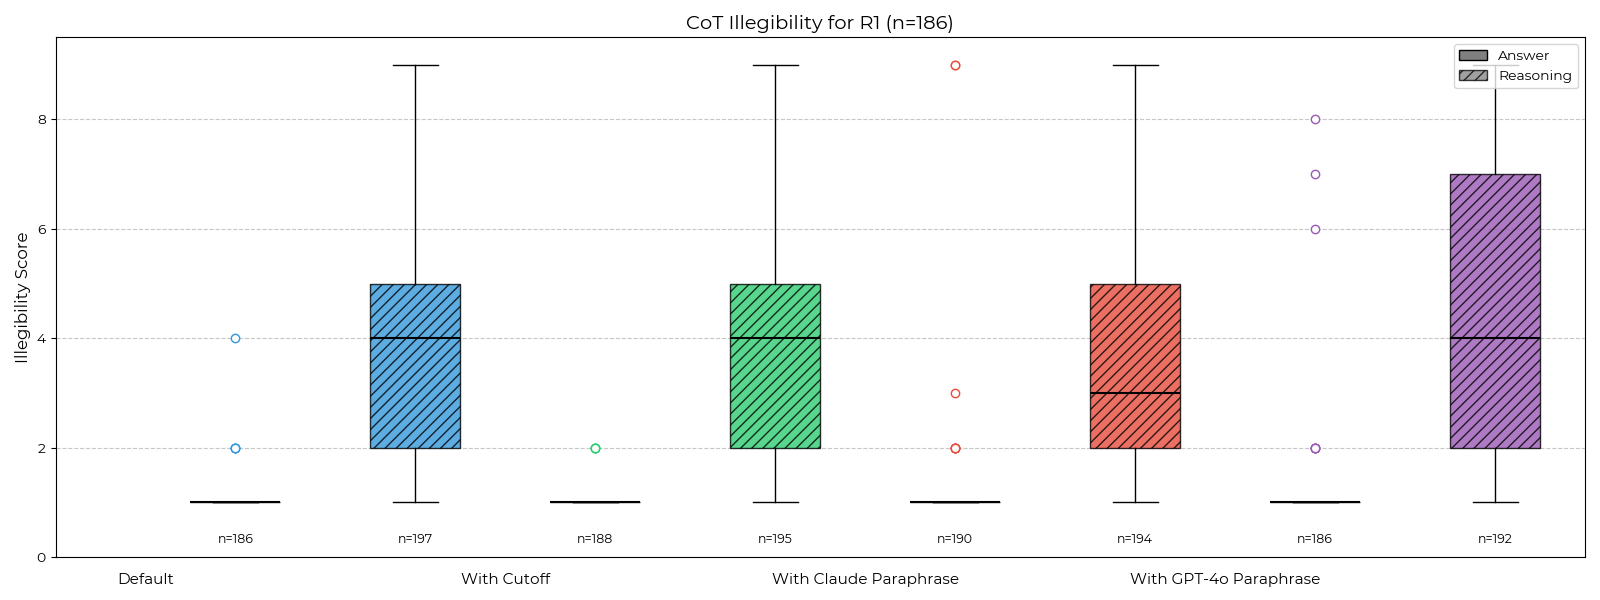 CoT Illegibility for R1 (n=186)
Answer
Reasoning
Illegibility Score
8
6
4
2
0
n=186
n=197
n=188
n=195
n=190
n=194
n=186
n=192
Default
With Cutoff
With Claude Paraphrase
With GPT-4o Paraphrase